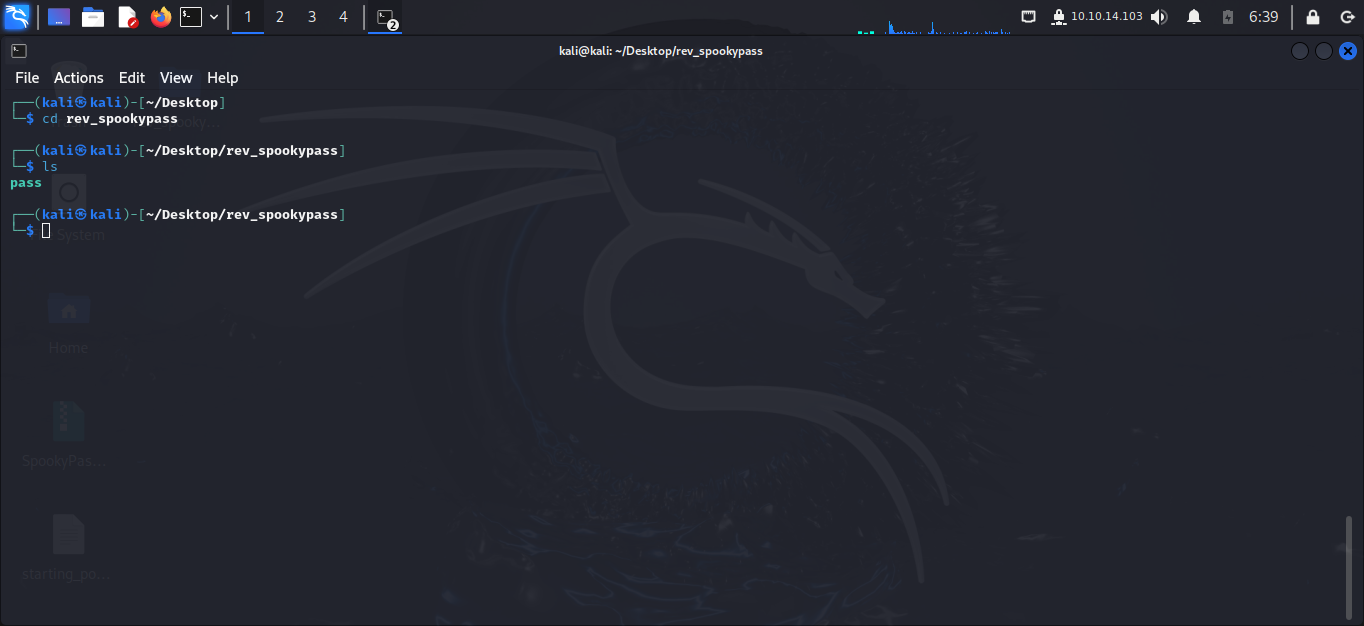 1 2 3 4 2 10.10.14.103 6:39
kali@kali: ~/Desktop/rev_spookypass
File Actions Edit View Help
┌──(kali㉿kali)-[~/Desktop]
└─$ cd rev_spookypass
┌──(kali㉿kali)-[~/Desktop/rev_spookypass]
└─$ ls
pass
┌──(kali㉿kali)-[~/Desktop/rev_spookypass]
└─$
System
Home
SpookyPas...
starting_po...